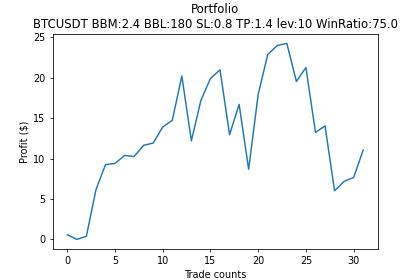 Portfolio
BTCUSDT BBM:2.4 BBL:180 SL:0.8 TP:1.4 lev:10 WinRatio:75.0
25
20
15
10
5
0
Profit ($)
0 5 10 15 20 25 30
Trade counts